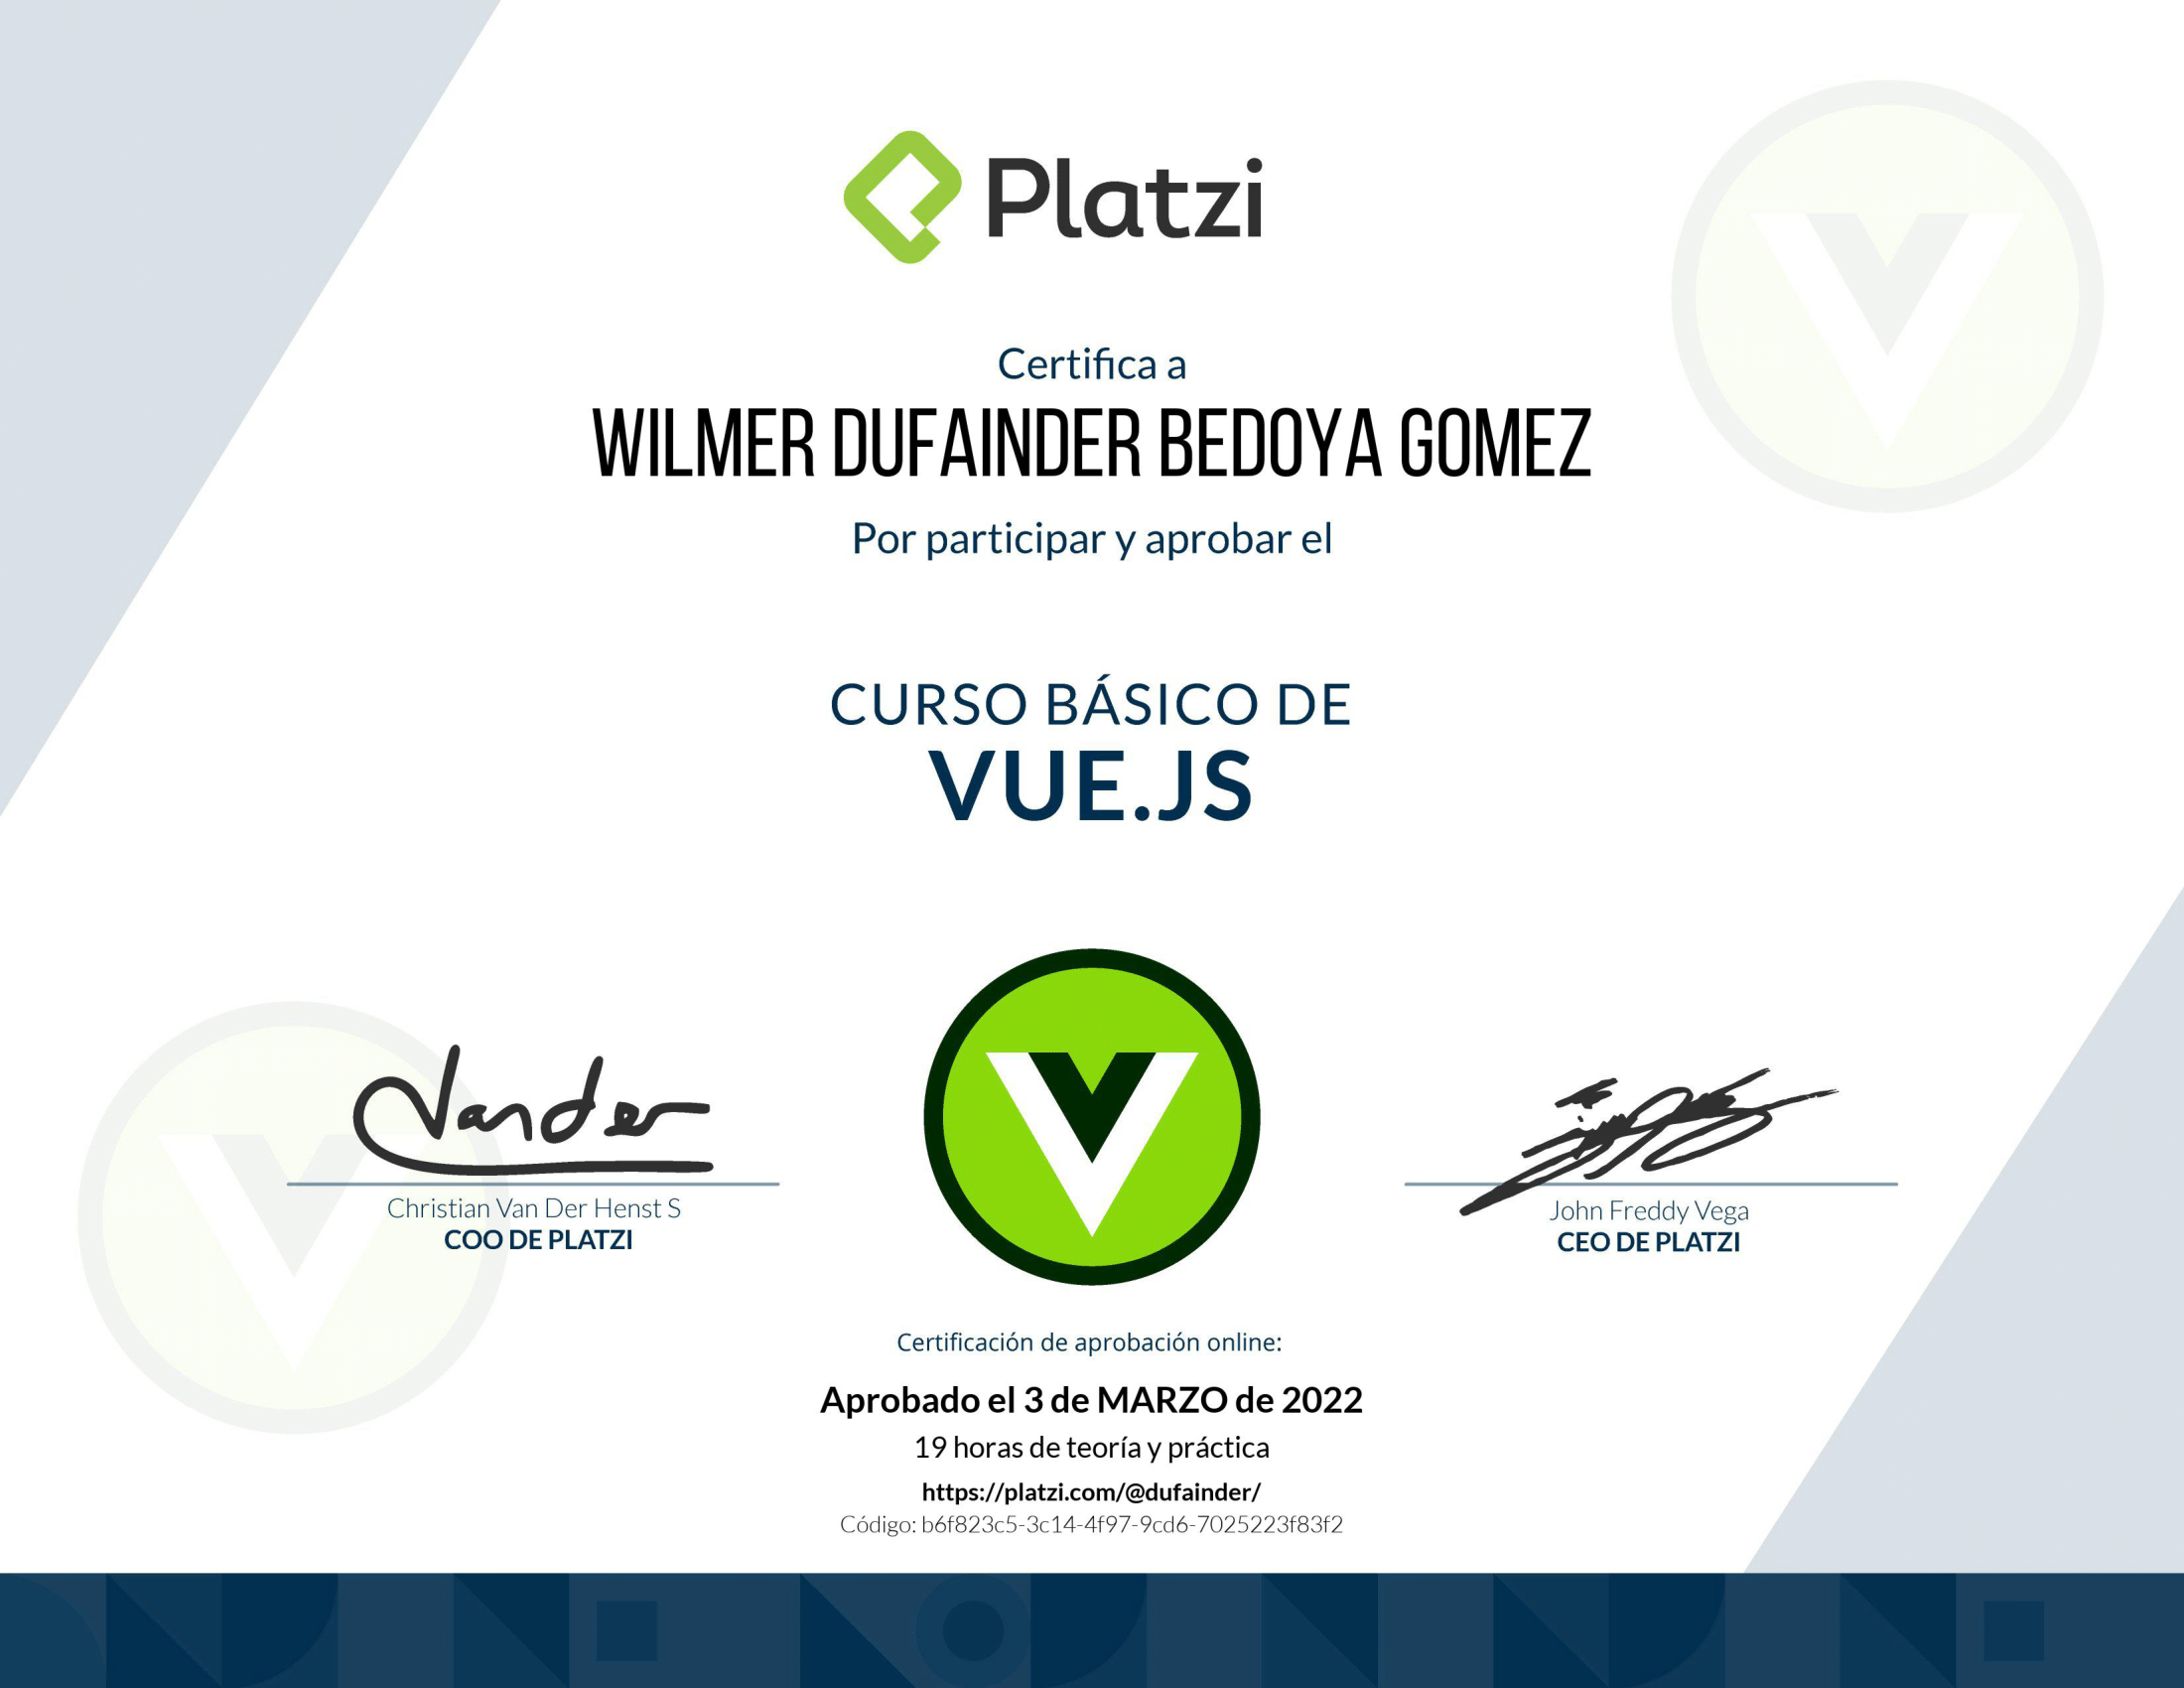 Platzi
Certifica a
WILMER DUFAINDER BEDOYA GOMEZ
Por participar y aprobar el
CURSO BÁSICO DE
VUE.JS
Vander
Christian Van Der Henst S
COO DE PLATZI
John Freddy Vega
CEO DE PLATZI
Certificación de aprobación online:
Aprobado el 3 de MARZO de 2022
19 horas de teoría y práctica
https://platzi.com/@dufainder/
Código: b6f823c5-3c14-4f97-9cd6-7025223f83f2